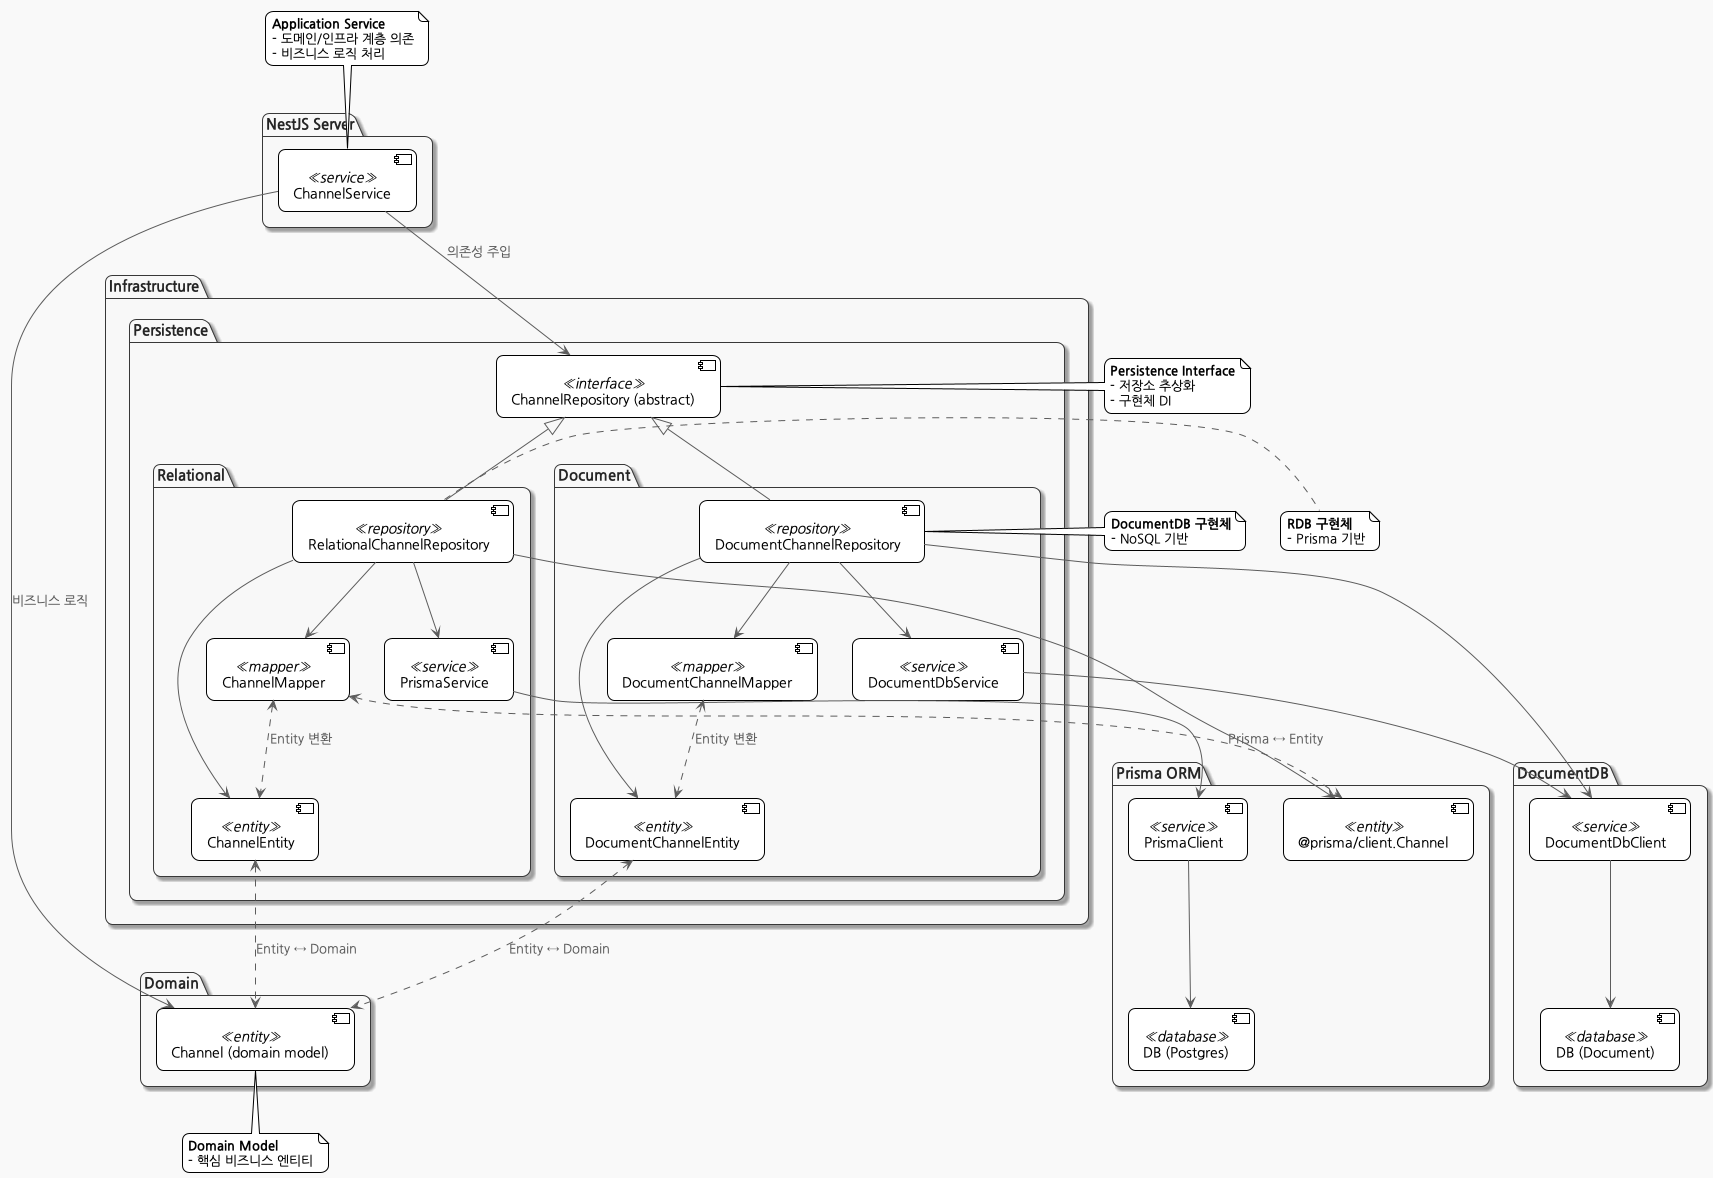 Application Service
- 도메인/인프라 계층 의존
- 비즈니스 로직 처리
NestJS Server
≪service≫
ChannelService
의존성 주입
Infrastructure
Persistence
≪interface≫
ChannelRepository (abstract)
Persistence Interface
- 저장소 추상화
- 구현체 DI
Relational
≪repository≫
RelationalChannelRepository
Document
≪repository≫
DocumentChannelRepository
DocumentDB 구현체
- NoSQL 기반
RDB 구현체
- Prisma 기반
비즈니스 로직
≪mapper≫
ChannelMapper
≪service≫
PrismaService
≪mapper≫
DocumentChannelMapper
≪service≫
DocumentDbService
Entity 변환
Entity 변환
Prisma ↔ Entity
≪entity≫
ChannelEntity
≪entity≫
DocumentChannelEntity
Prisma ORM
≪service≫
PrismaClient
≪entity≫
@prisma/client.Channel
DocumentDB
≪service≫
DocumentDbClient
Entity ↔ Domain
Entity ↔ Domain
Domain
≪entity≫
Channel (domain model)
≪database≫
DB (Postgres)
≪database≫
DB (Document)
Domain Model
- 핵심 비즈니스 엔티티